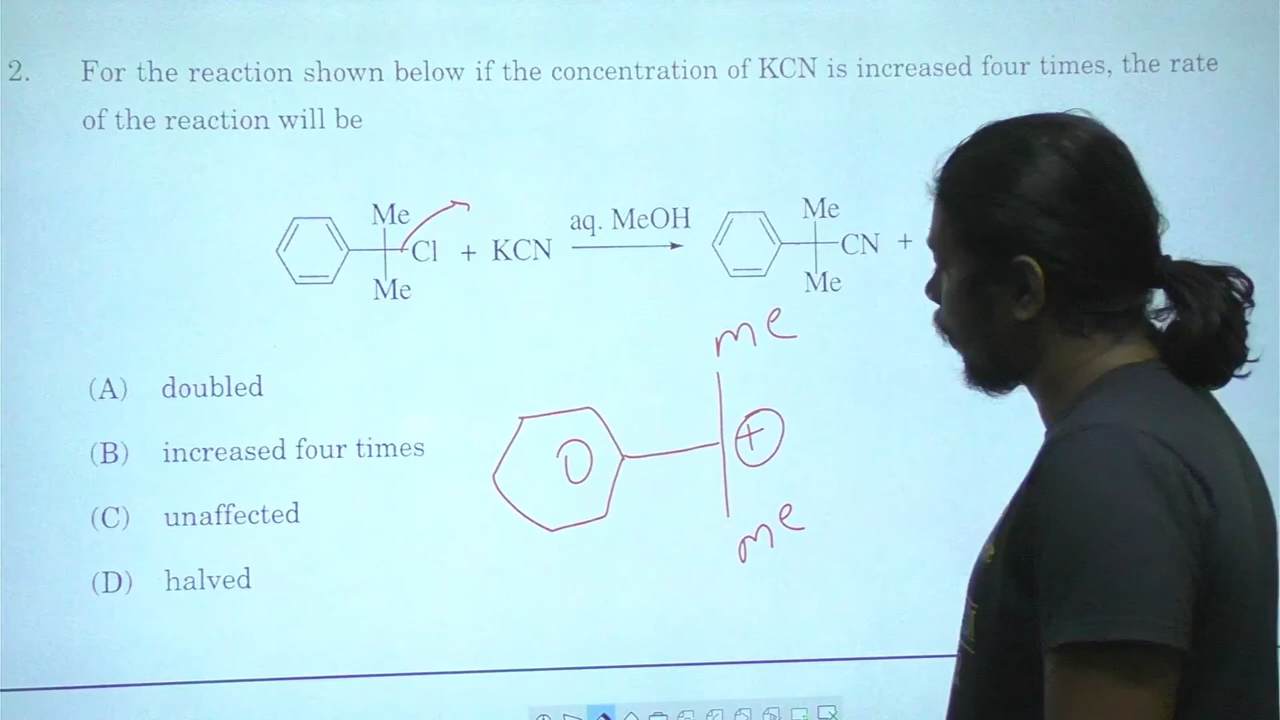 2. For the reaction shown below if the concentration of KCN is increased four times, the rate
of the reaction will be
Me Me
Cl + KCN aq. MeOH CN +
Me Me
me
(A) doubled
+
(B) increased four times
(C) unaffected
me
(D) halved